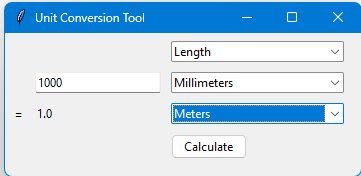 Unit Conversion Tool
Length
1000 Millimeters
= 1.0 Meters
Calculate